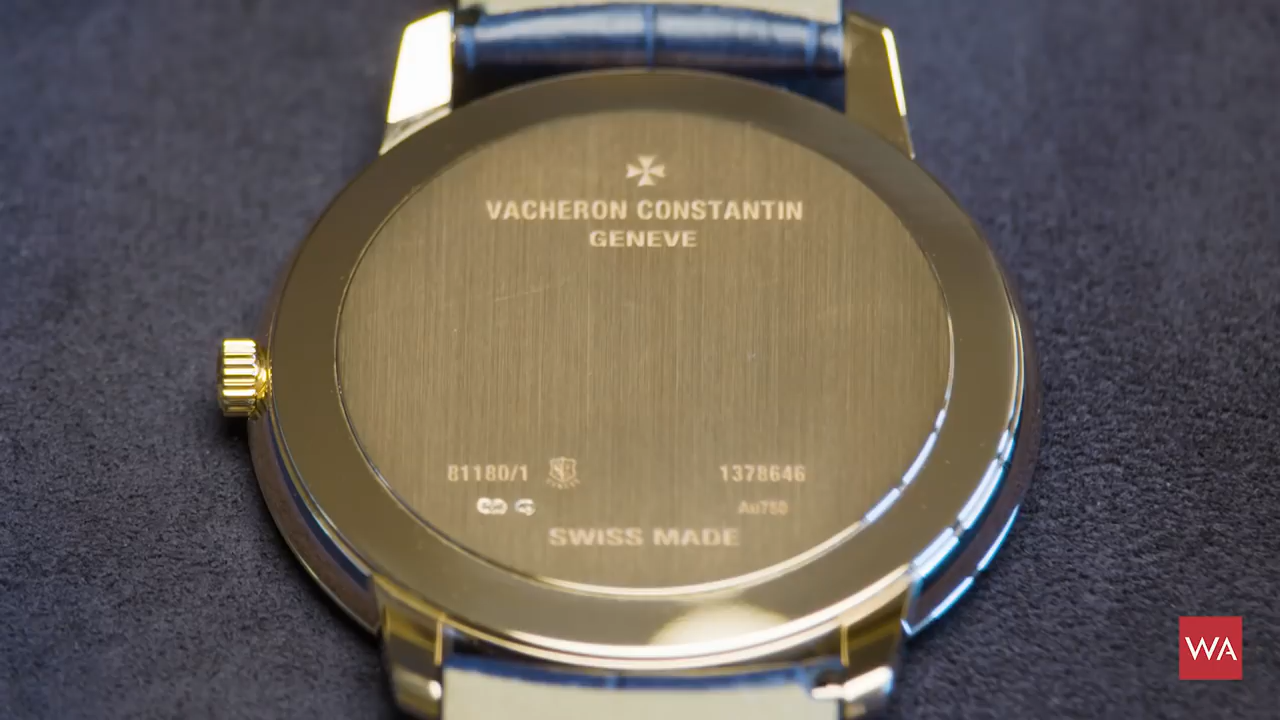 VACHERON CONSTANTIN
GENEVE
81180/1
1378646
Au750
SWISS MADE
WA